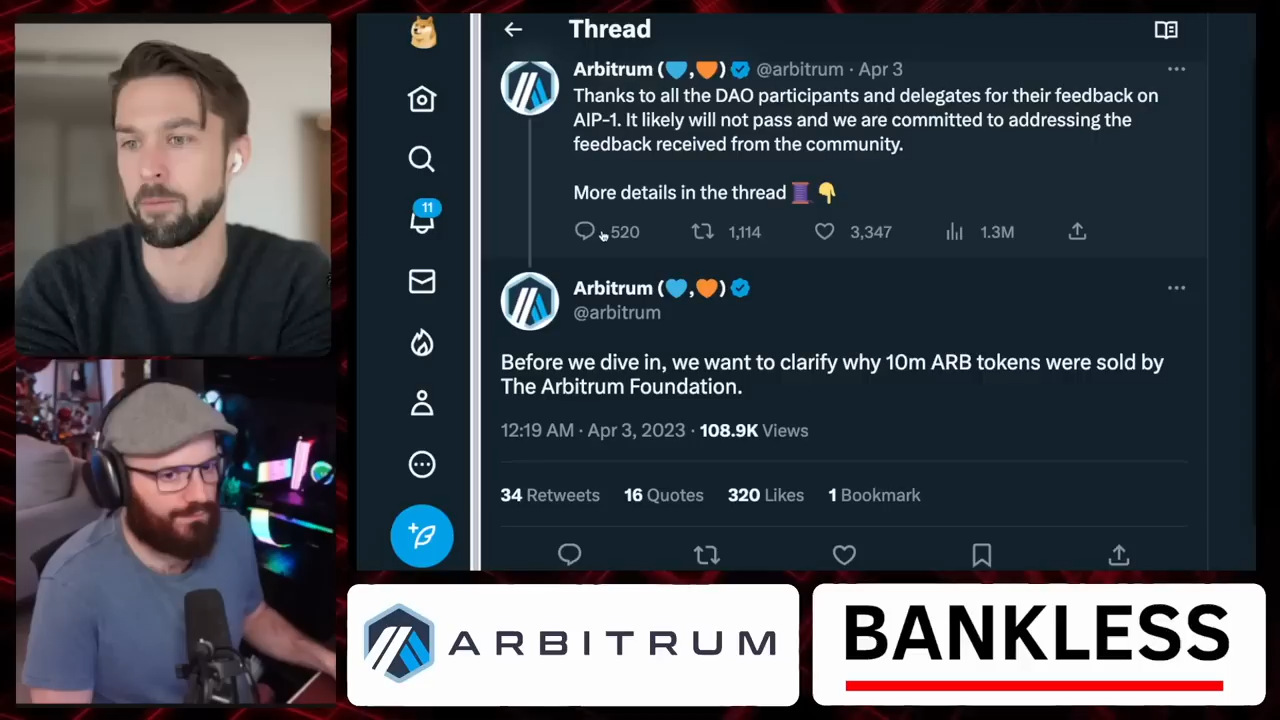 Thread
Arbitrum (🩵,🧡) @arbitrum · Apr 3
Thanks to all the DAO participants and delegates for their feedback on
AIP-1. It likely will not pass and we are committed to addressing the
feedback received from the community.
More details in the thread 🧵 👇
520 1,114 3,347 1.3M
11
Arbitrum (🩵,🧡)
@arbitrum
Before we dive in, we want to clarify why 10m ARB tokens were sold by
The Arbitrum Foundation.
12:19 AM · Apr 3, 2023 · 108.9K Views
34 Retweets 16 Quotes 320 Likes 1 Bookmark
ARBITRUM
BANKLESS